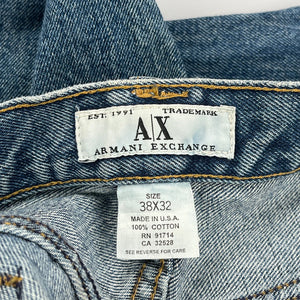 EST. 1991 TRADEMARK
A|X
ARMANI EXCHANGE
SIZE
38X32
MADE IN U.S.A.
100% COTTON
RN 91714
CA 32528
SEE REVERSE FOR CARE